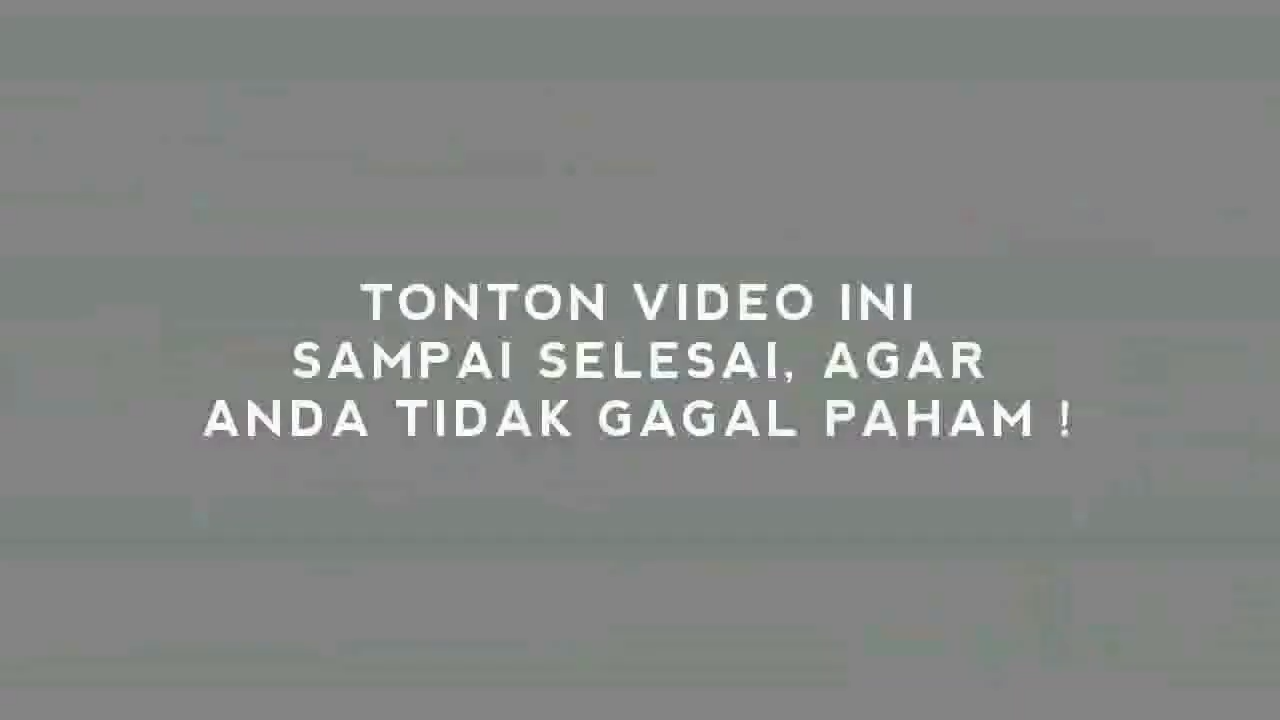 TONTON VIDEO INI
SAMPAI SELESAI, AGAR
ANDA TIDAK GAGAL PAHAM !